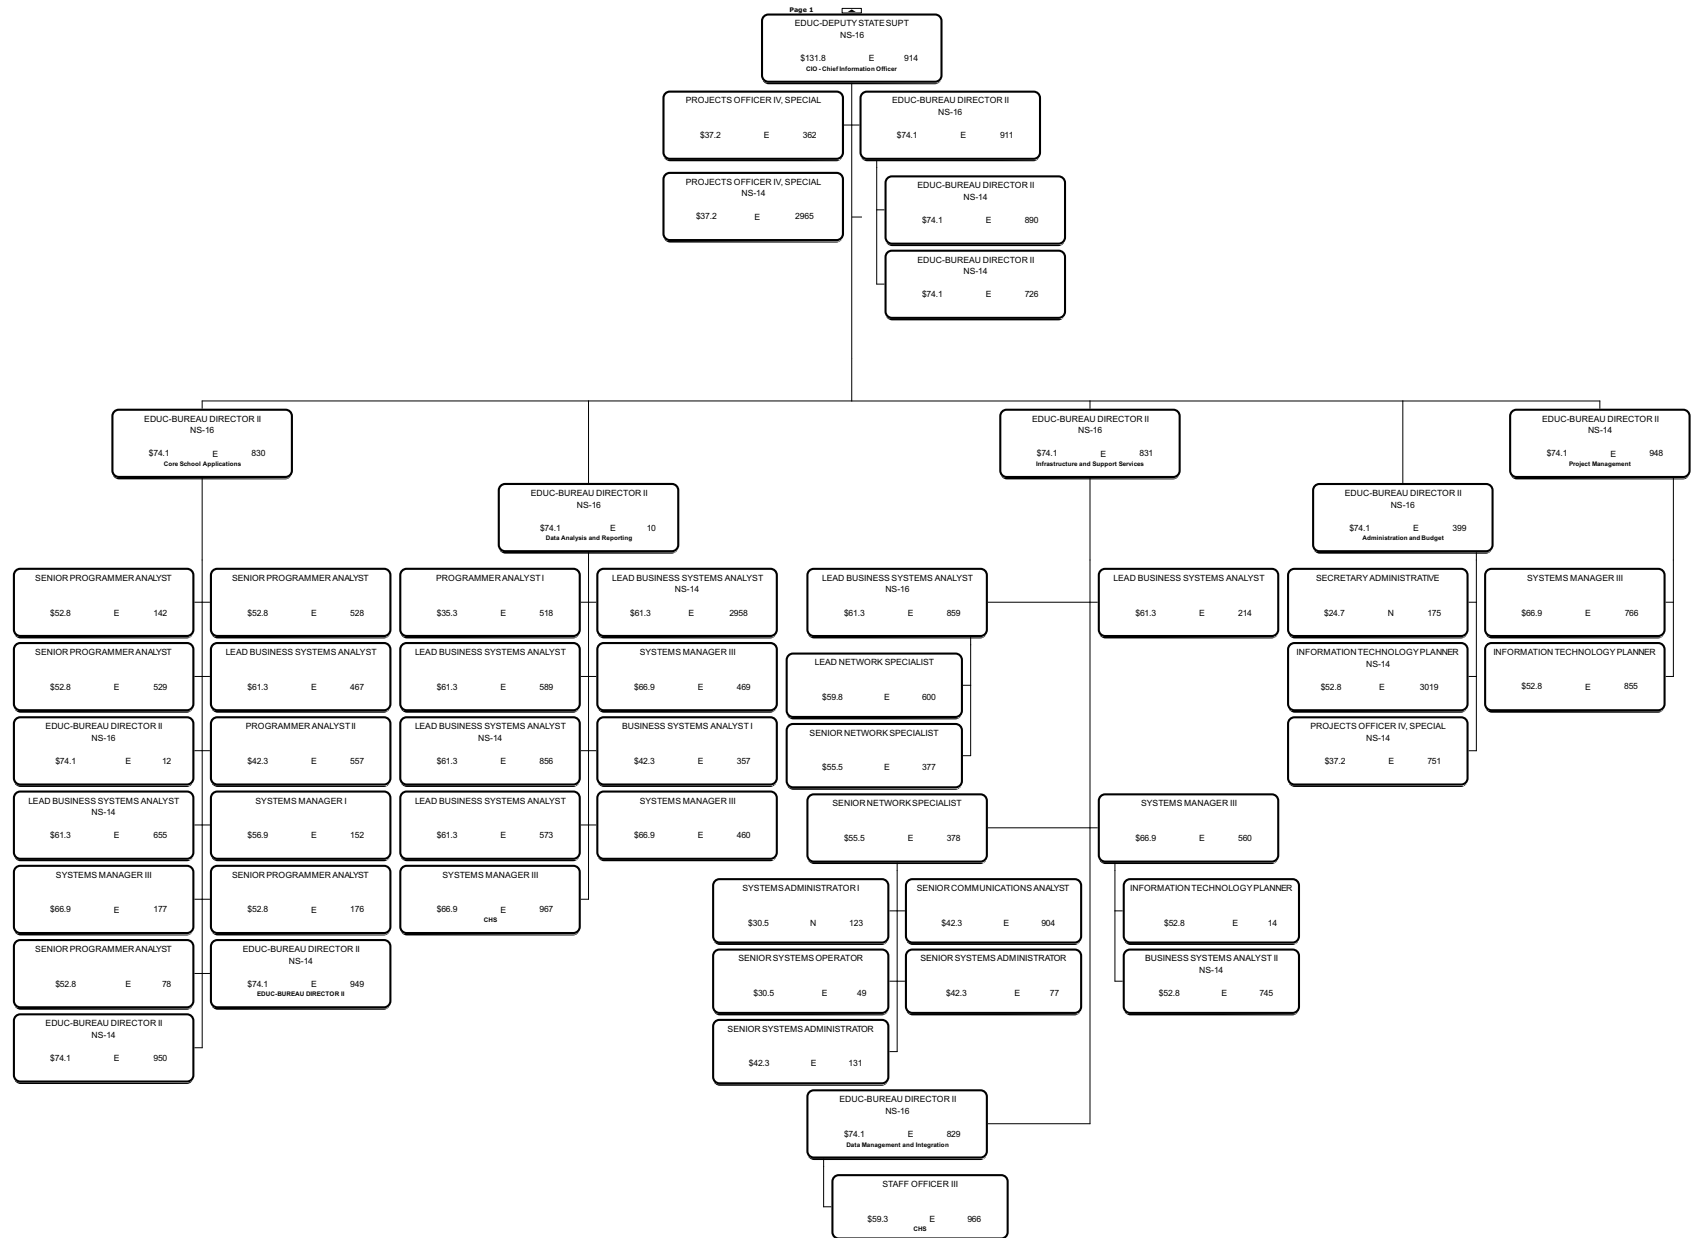 Page 1
EDUC-DEPUTY STATE SUPT
NS-16
$131.8 E 914
CIO - Chief Information Officer
PROJECTS OFFICER IV, SPECIAL
$37.2 E 362
EDUC-BUREAU DIRECTOR II
NS-16
$74.1 E 911
PROJECTS OFFICER IV, SPECIAL
NS-14
$37.2 E 2965
EDUC-BUREAU DIRECTOR II
NS-14
$74.1 E 890
EDUC-BUREAU DIRECTOR II
NS-14
$74.1 E 726
EDUC-BUREAU DIRECTOR II
NS-16
$74.1 E 830
Core School Applications
EDUC-BUREAU DIRECTOR II
NS-16
$74.1 E 831
Infrastructure and Support Services
EDUC-BUREAU DIRECTOR II
NS-14
$74.1 E 948
Project Management
EDUC-BUREAU DIRECTOR II
NS-16
$74.1 E 10
Data Analysis and Reporting
EDUC-BUREAU DIRECTOR II
NS-16
$74.1 E 399
Administration and Budget
SENIOR PROGRAMMER ANALYST
$52.8 E 142
SENIOR PROGRAMMER ANALYST
$52.8 E 528
SENIOR PROGRAMMER ANALYST
$52.8 E 529
LEAD BUSINESS SYSTEMS ANALYST
$61.3 E 467
EDUC-BUREAU DIRECTOR II
NS-16
$74.1 E 12
PROGRAMMER ANALYST II
$42.3 E 557
LEAD BUSINESS SYSTEMS ANALYST
NS-14
$61.3 E 655
SYSTEMS MANAGER I
$56.9 E 152
SYSTEMS MANAGER III
$66.9 E 177
SENIOR PROGRAMMER ANALYST
$52.8 E 176
SENIOR PROGRAMMER ANALYST
$52.8 E 78
EDUC-BUREAU DIRECTOR II
NS-14
$74.1 E 949
EDUC-BUREAU DIRECTOR II
EDUC-BUREAU DIRECTOR II
NS-14
$74.1 E 950
PROGRAMMER ANALYST I
$35.3 E 518
LEAD BUSINESS SYSTEMS ANALYST
NS-14
$61.3 E 2958
LEAD BUSINESS SYSTEMS ANALYST
$61.3 E 589
SYSTEMS MANAGER III
$66.9 E 469
LEAD BUSINESS SYSTEMS ANALYST
NS-14
$61.3 E 856
BUSINESS SYSTEMS ANALYST I
$42.3 E 357
LEAD BUSINESS SYSTEMS ANALYST
$61.3 E 573
SYSTEMS MANAGER III
$66.9 E 460
SYSTEMS MANAGER III
$66.9 E 967
CHS
LEAD BUSINESS SYSTEMS ANALYST
NS-16
$61.3 E 859
LEAD BUSINESS SYSTEMS ANALYST
$61.3 E 214
LEAD NETWORK SPECIALIST
$59.8 E 600
SENIOR NETWORK SPECIALIST
$55.5 E 377
SENIOR NETWORK SPECIALIST
$55.5 E 378
SYSTEMS MANAGER III
$66.9 E 560
SYSTEMS ADMINISTRATOR I
$30.5 N 123
SENIOR COMMUNICATIONS ANALYST
$42.3 E 904
SENIOR SYSTEMS OPERATOR
$30.5 E 49
SENIOR SYSTEMS ADMINISTRATOR
$42.3 E 77
SENIOR SYSTEMS ADMINISTRATOR
$42.3 E 131
INFORMATION TECHNOLOGY PLANNER
$52.8 E 14
BUSINESS SYSTEMS ANALYST II
NS-14
$52.8 E 745
EDUC-BUREAU DIRECTOR II
NS-16
$74.1 E 829
Data Management and Integration
STAFF OFFICER III
$59.3 E 966
CHS
SECRETARY ADMINISTRATIVE
$24.7 N 175
INFORMATION TECHNOLOGY PLANNER
NS-14
$52.8 E 3019
PROJECTS OFFICER IV, SPECIAL
NS-14
$37.2 E 751
SYSTEMS MANAGER III
$66.9 E 766
INFORMATION TECHNOLOGY PLANNER
$52.8 E 855